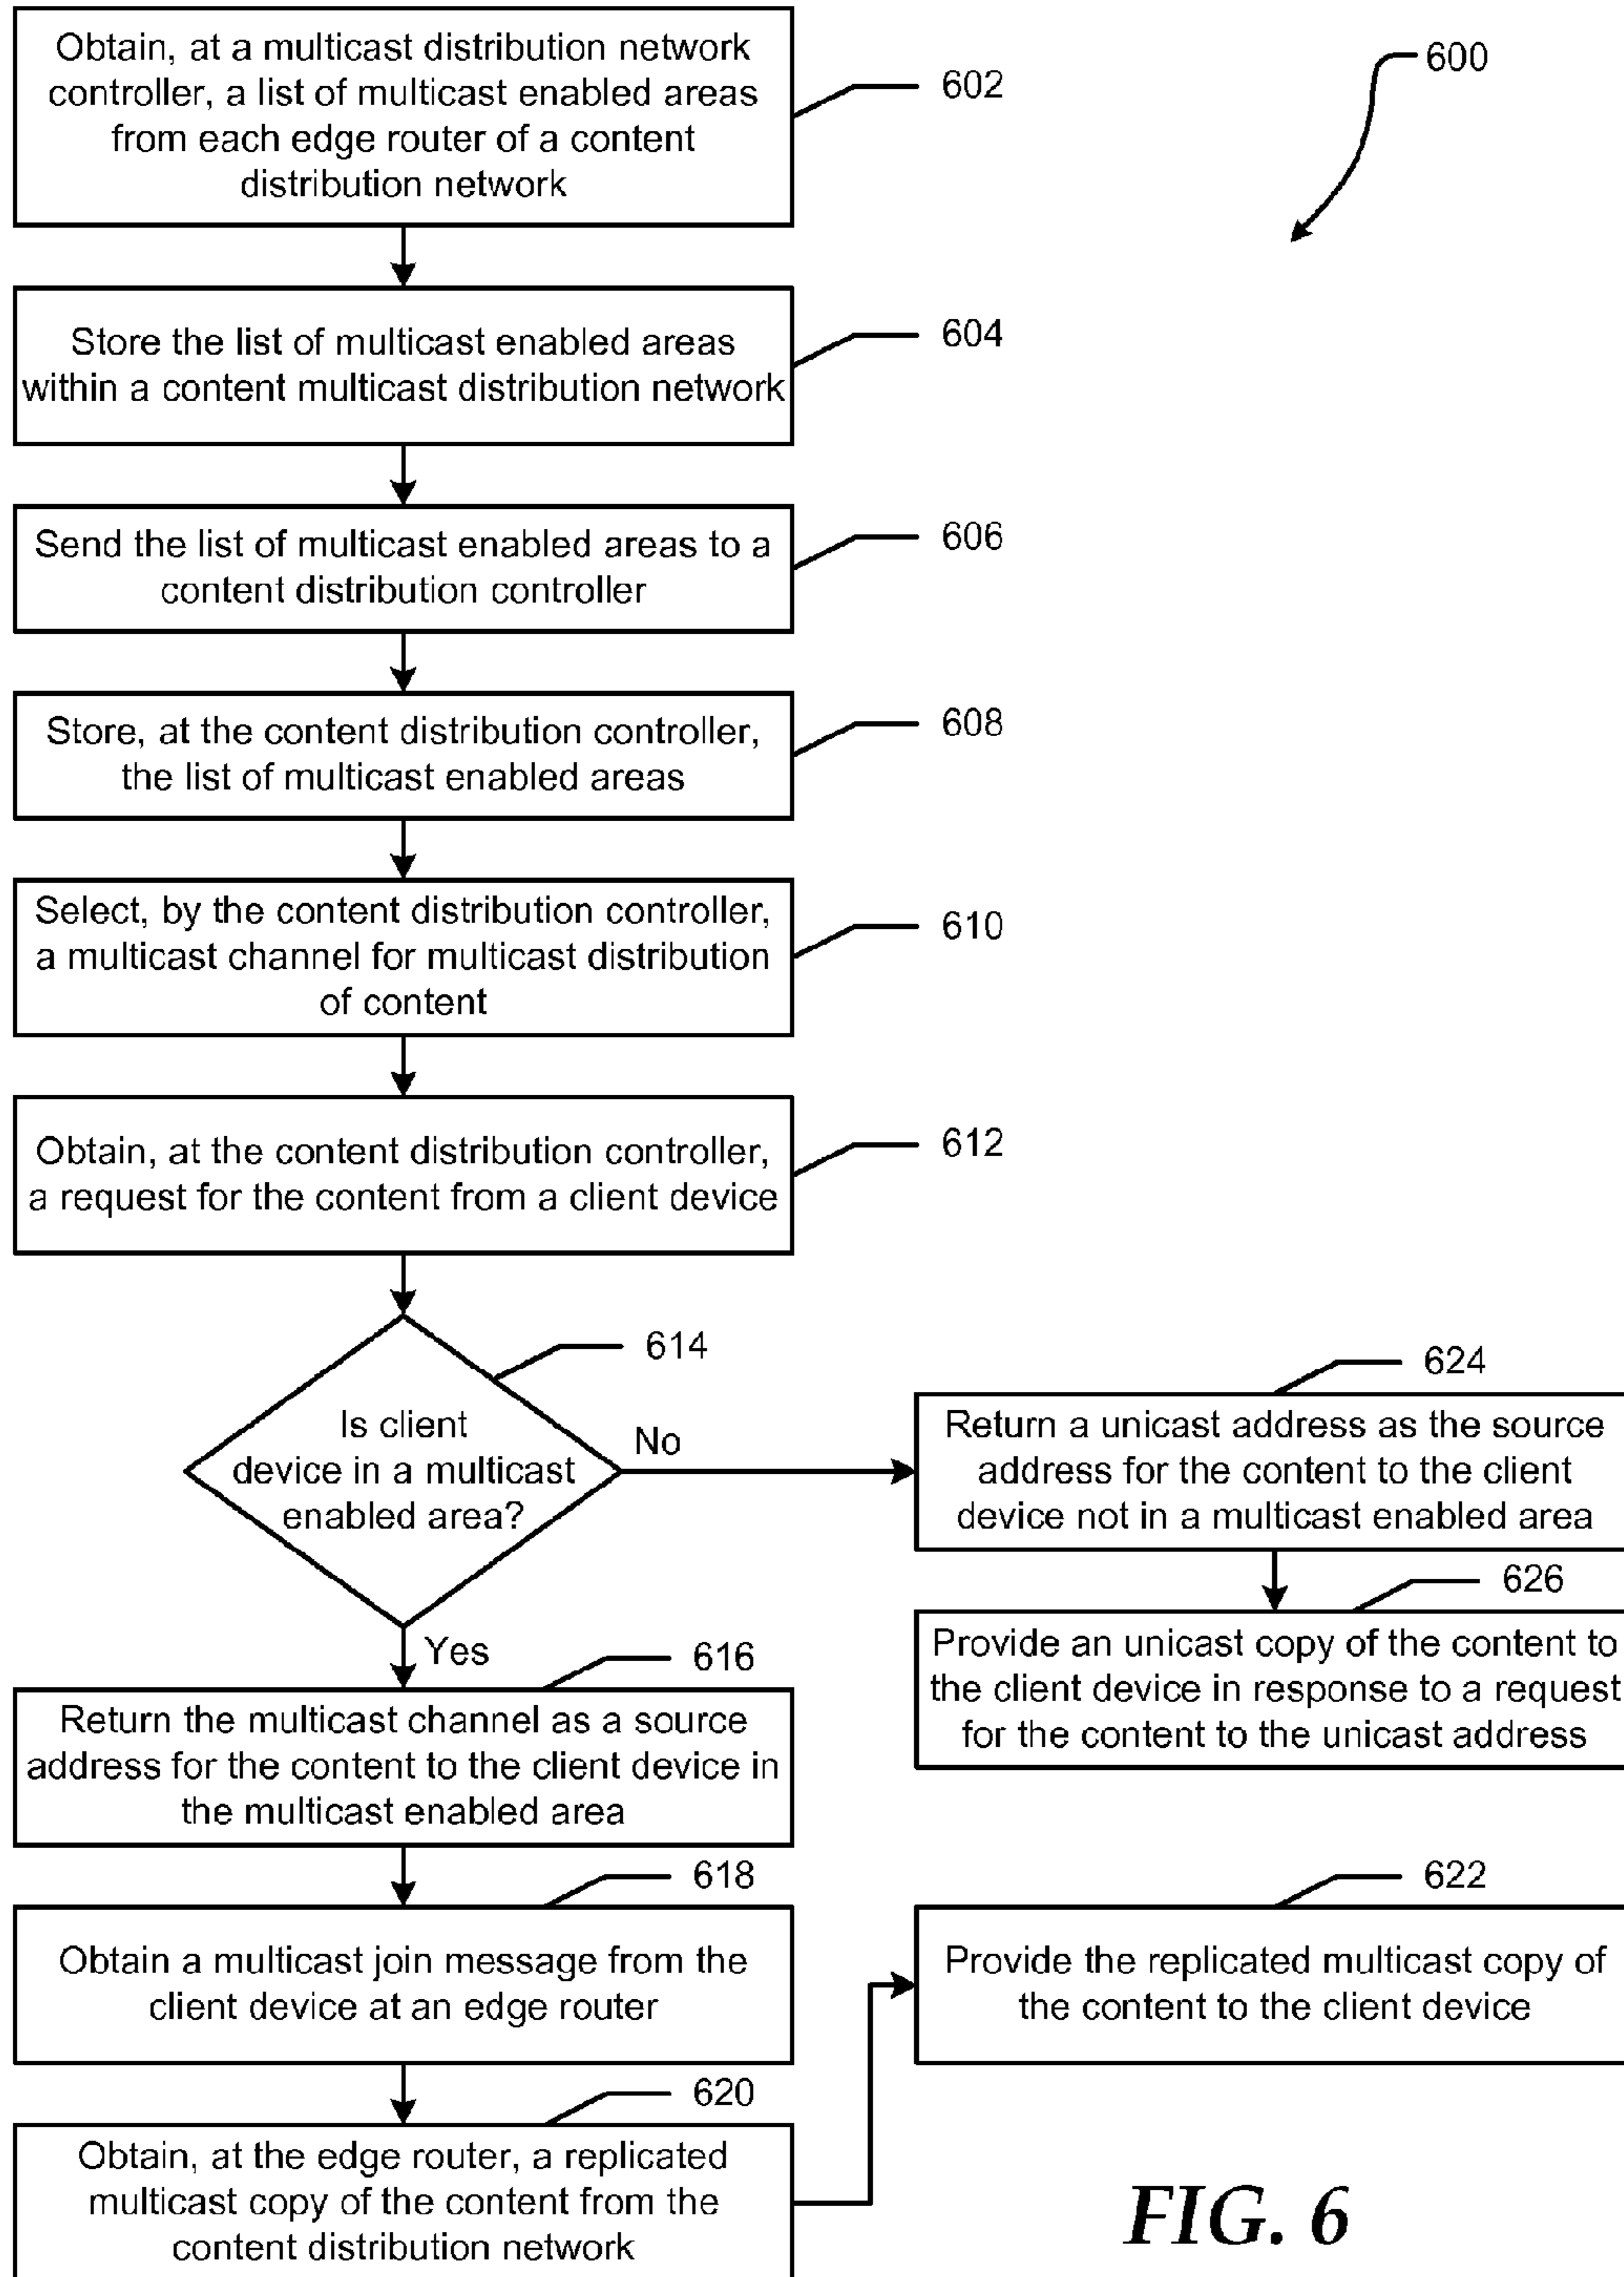 Obtain, at a multicast distribution network
controller, a list of multicast enabled areas
from each edge router of a content
distribution network
602
600
Store the list of multicast enabled areas
within a content multicast distribution network
604
Send the list of multicast enabled areas to a
content distribution controller
606
Store, at the content distribution controller,
the list of multicast enabled areas
608
Select, by the content distribution controller,
a multicast channel for multicast distribution
of content
610
Obtain, at the content distribution controller,
a request for the content from a client device
612
Is client
device in a multicast
enabled area?
614
No
Yes
624
Return a unicast address as the source
address for the content to the client
device not in a multicast enabled area
626
Provide an unicast copy of the content to
the client device in response to a request
for the content to the unicast address
616
Return the multicast channel as a source
address for the content to the client device in
the multicast enabled area
618
Obtain a multicast join message from the
client device at an edge router
620
Obtain, at the edge router, a replicated
multicast copy of the content from the
content distribution network
622
Provide the replicated multicast copy of
the content to the client device
FIG. 6